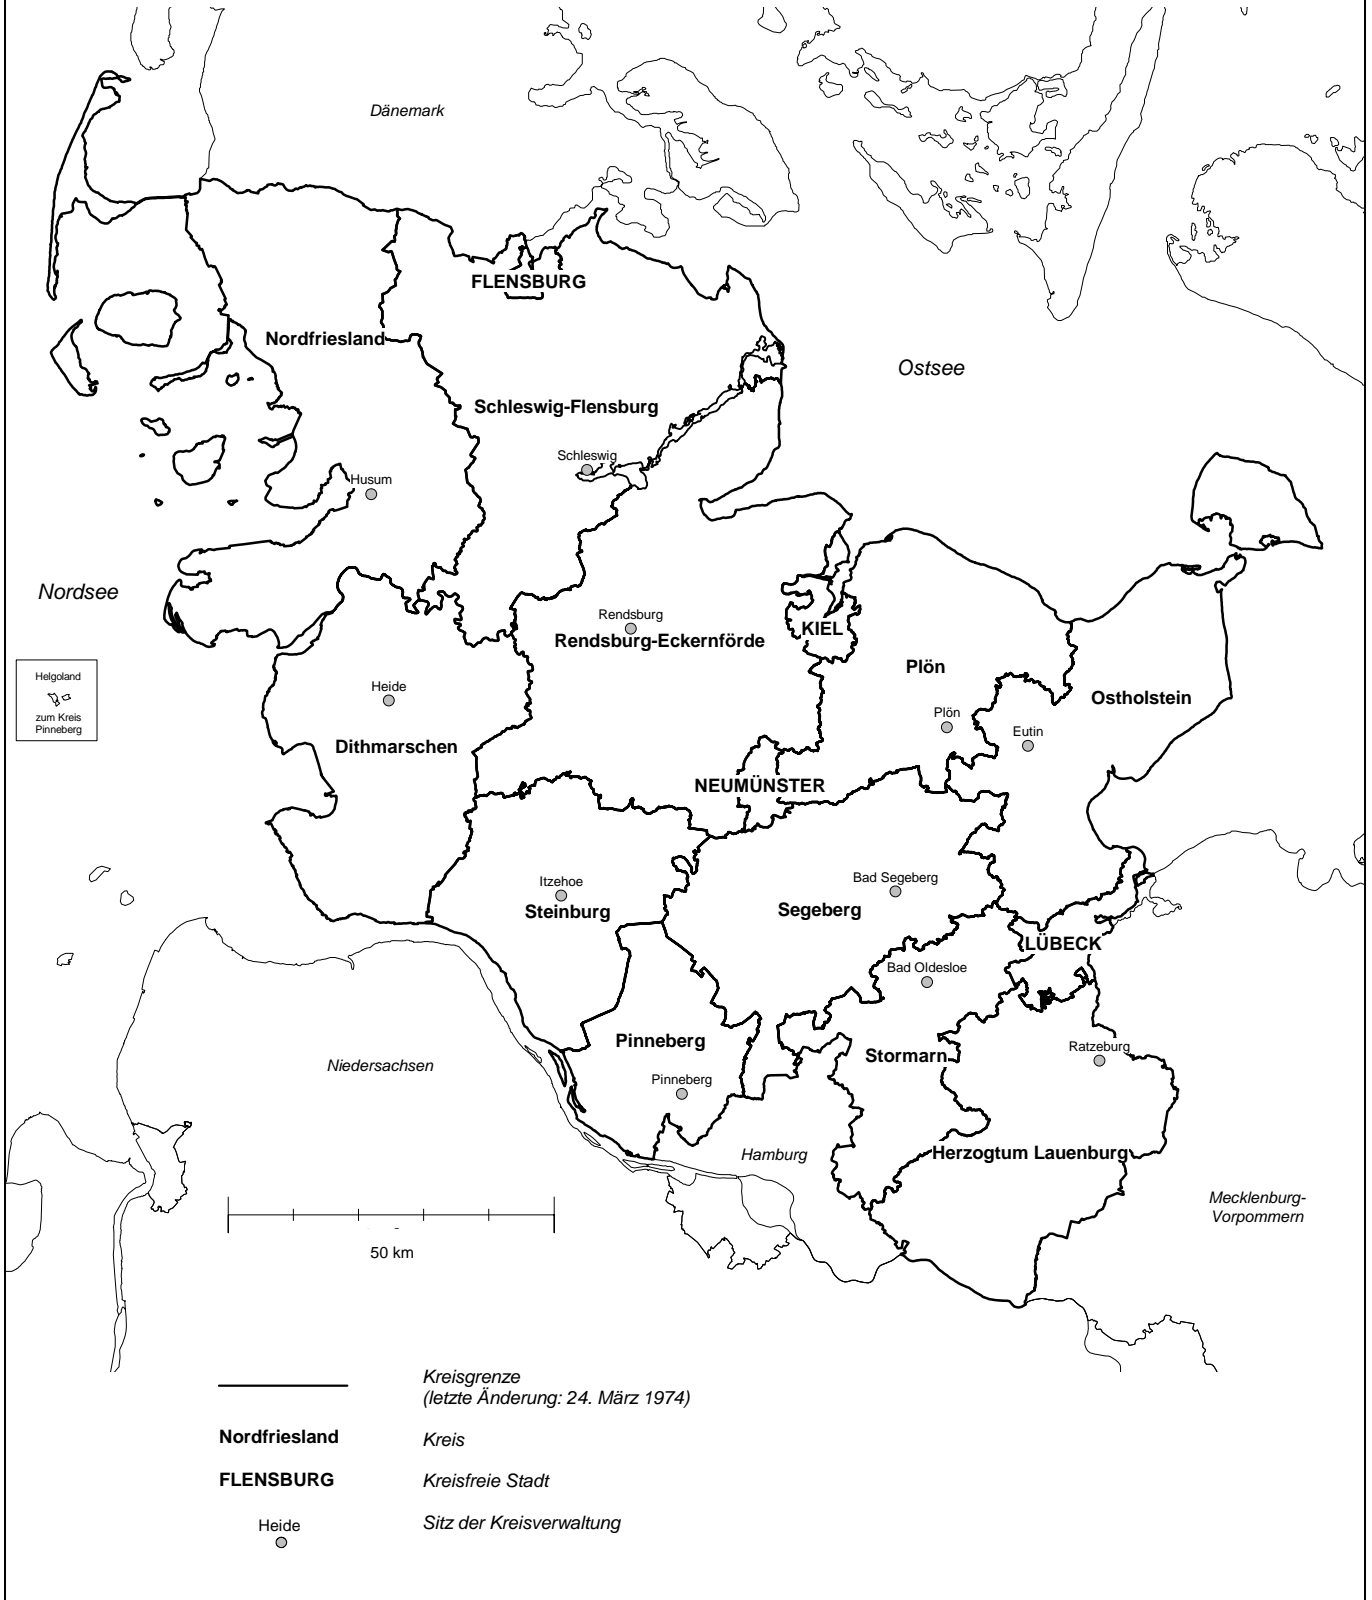 Dänemark
FLENSBURG
Nordfriesland
Ostsee
Schleswig-Flensburg
Schleswig
Husum
Nordsee
Rendsburg
Rendsburg-Eckernförde
KIEL
Plön
Helgoland
zum Kreis
Pinneberg
Heide
Ostholstein
Plön
Eutin
Dithmarschen
NEUMÜNSTER
Itzehoe
Steinburg
Bad Segeberg
Segeberg
LÜBECK
Bad Oldesloe
Pinneberg
Stormarn
Ratzeburg
Niedersachsen
Pinneberg
Hamburg
Herzogtum Lauenburg
Mecklenburg-
Vorpommern
50 km
Kreisgrenze
(letzte Änderung: 24. März 1974)
Nordfriesland Kreis
FLENSBURG Kreisfreie Stadt
Heide Sitz der Kreisverwaltung